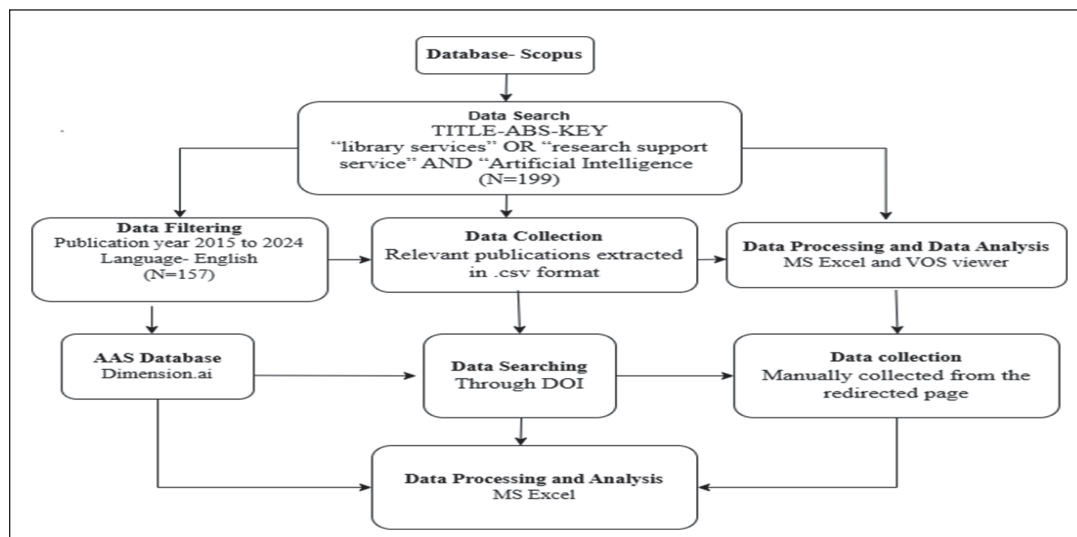 Database- Scopus
Data Search
TITLE-ABS-KEY
“library services” OR “research support
service” AND “Artificial Intelligence
(N=199)
Data Filtering
Publication year 2015 to 2024
Language- English
(N=157)
Data Collection
Relevant publications extracted
in .csv format
Data Processing and Data Analysis
MS Excel and VOS viewer
AAS Database
Dimension.ai
Data Searching
Through DOI
Data collection
Manually collected from the
redirected page
Data Processing and Analysis
MS Excel